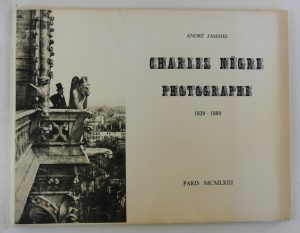 ANDRÉ JAMMES
CHARLES NÈGRE
PHOTOGRAPHE
1820 - 1880
PARIS MCMLXIII